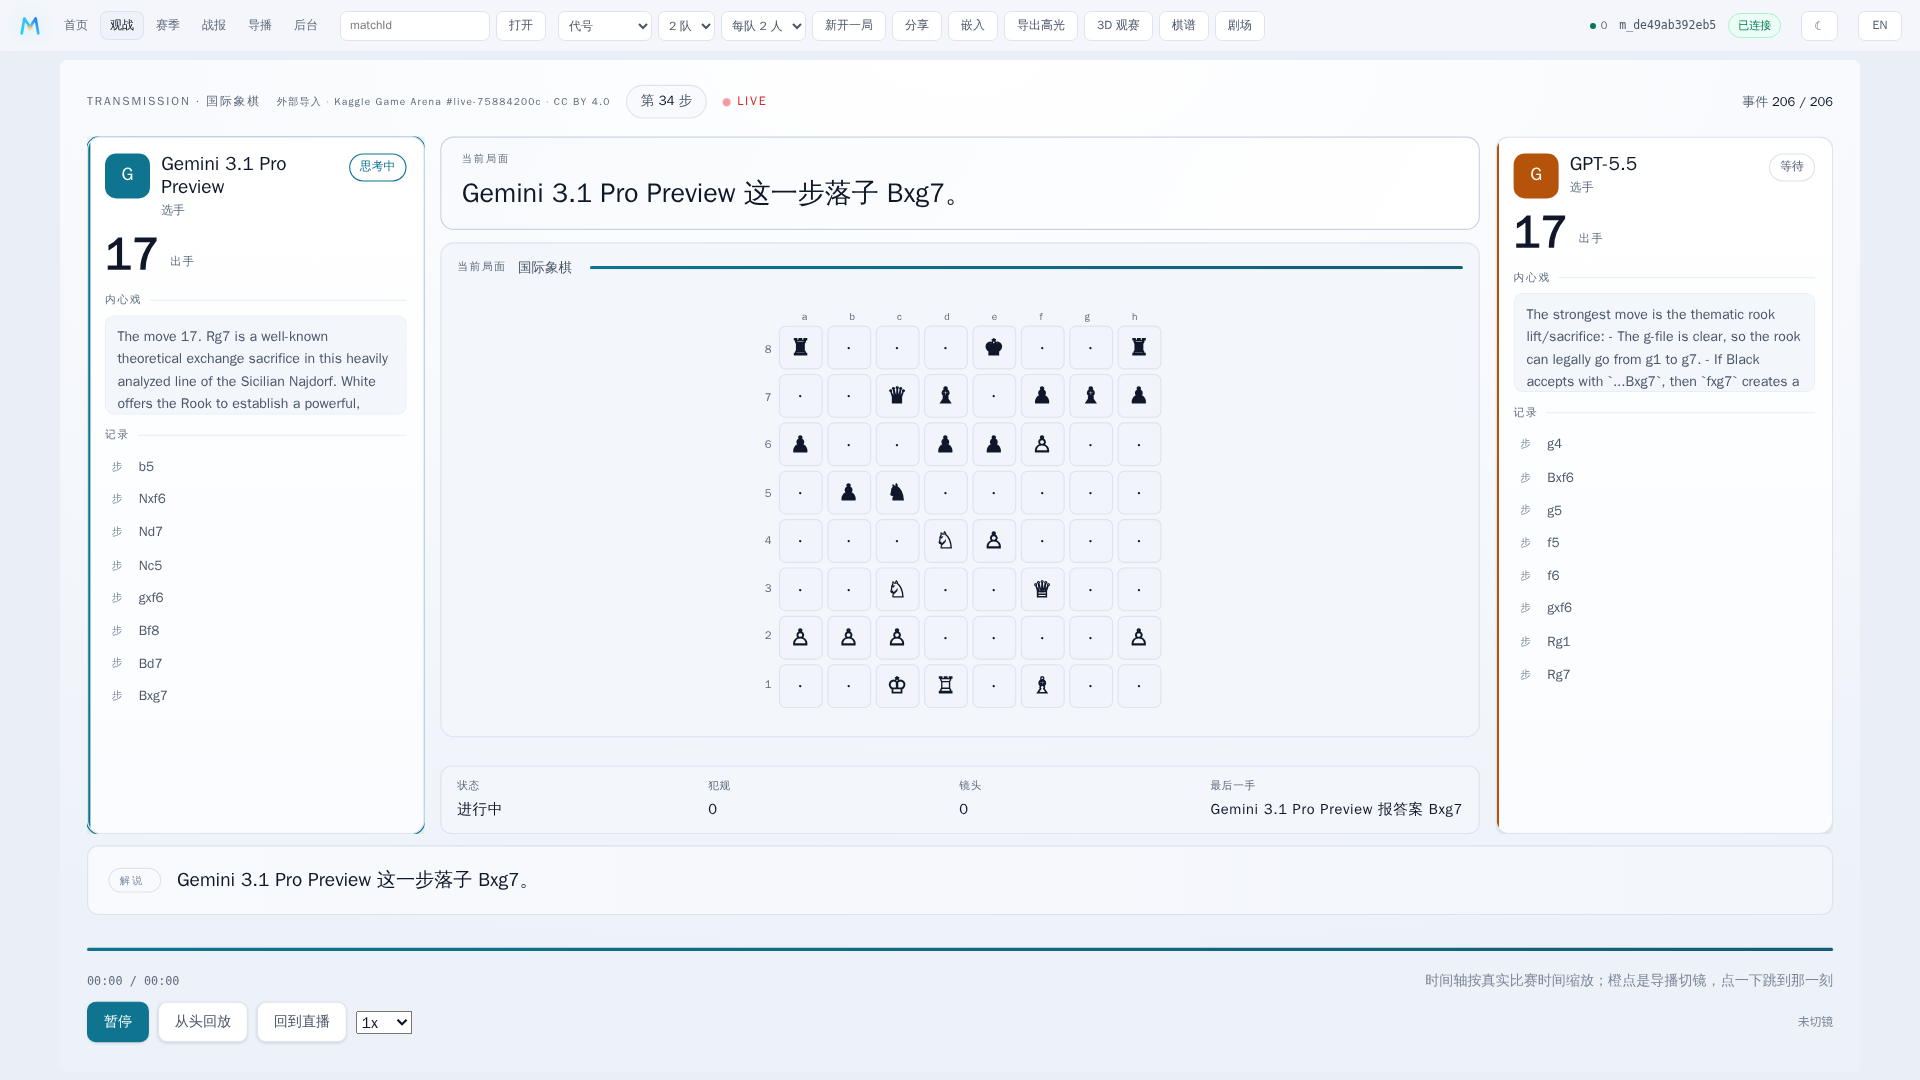 首页 观战 赛季 战报 导播 后台 matchId 打开 代号 2 队 每队 2 人 新开一局 分享 嵌入 导出高光 3D 观赛 棋谱 剧场 0 m_de49ab392eb5 已连接 EN
TRANSMISSION · 国际象棋 外部导入 · Kaggle Game Arena #live-75884200c · CC BY 4.0 第 34 步 LIVE 事件 206 / 206
G
Gemini 3.1 Pro Preview
选手
思考中
17 出手
内心戏
The move 17. Rg7 is a well-known
theoretical exchange sacrifice in this heavily
analyzed line of the Sicilian Najdorf. White
offers the Rook to establish a powerful,
记录
步 b5
步 Nxf6
步 Nd7
步 Nc5
步 gxf6
步 Bf8
步 Bd7
步 Bxg7
当前局面
Gemini 3.1 Pro Preview 这一步落子 Bxg7。
当前局面 国际象棋
a b c d e f g h
8 ♜ · · · ♚ · · ♜
7 · · ♛ ♝ · ♟ ♝ ♟
6 ♟ · · ♟ ♟ ♙ · ·
5 · ♟ ♞ · · · · ·
4 · · · ♘ ♙ · · ·
3 · · ♘ · · ♕ · ·
2 ♙ ♙ ♙ · · · · ♙
1 · · ♔ ♖ · ♗ · ·
状态 犯规 镜头 最后一手
进行中 0 0 Gemini 3.1 Pro Preview 报答案 Bxg7
G
GPT-5.5
选手
等待
17 出手
内心戏
The strongest move is the thematic rook
lift/sacrifice: - The g-file is clear, so the rook
can legally go from g1 to g7. - If Black
accepts with `...Bxg7`, then `fxg7` creates a
记录
步 g4
步 Bxf6
步 g5
步 f5
步 f6
步 gxf6
步 Rg1
步 Rg7
解说 Gemini 3.1 Pro Preview 这一步落子 Bxg7。
00:00 / 00:00 时间轴按真实比赛时间缩放；橙点是导播切镜，点一下跳到那一刻
暂停 从头回放 回到直播 1x 未切镜